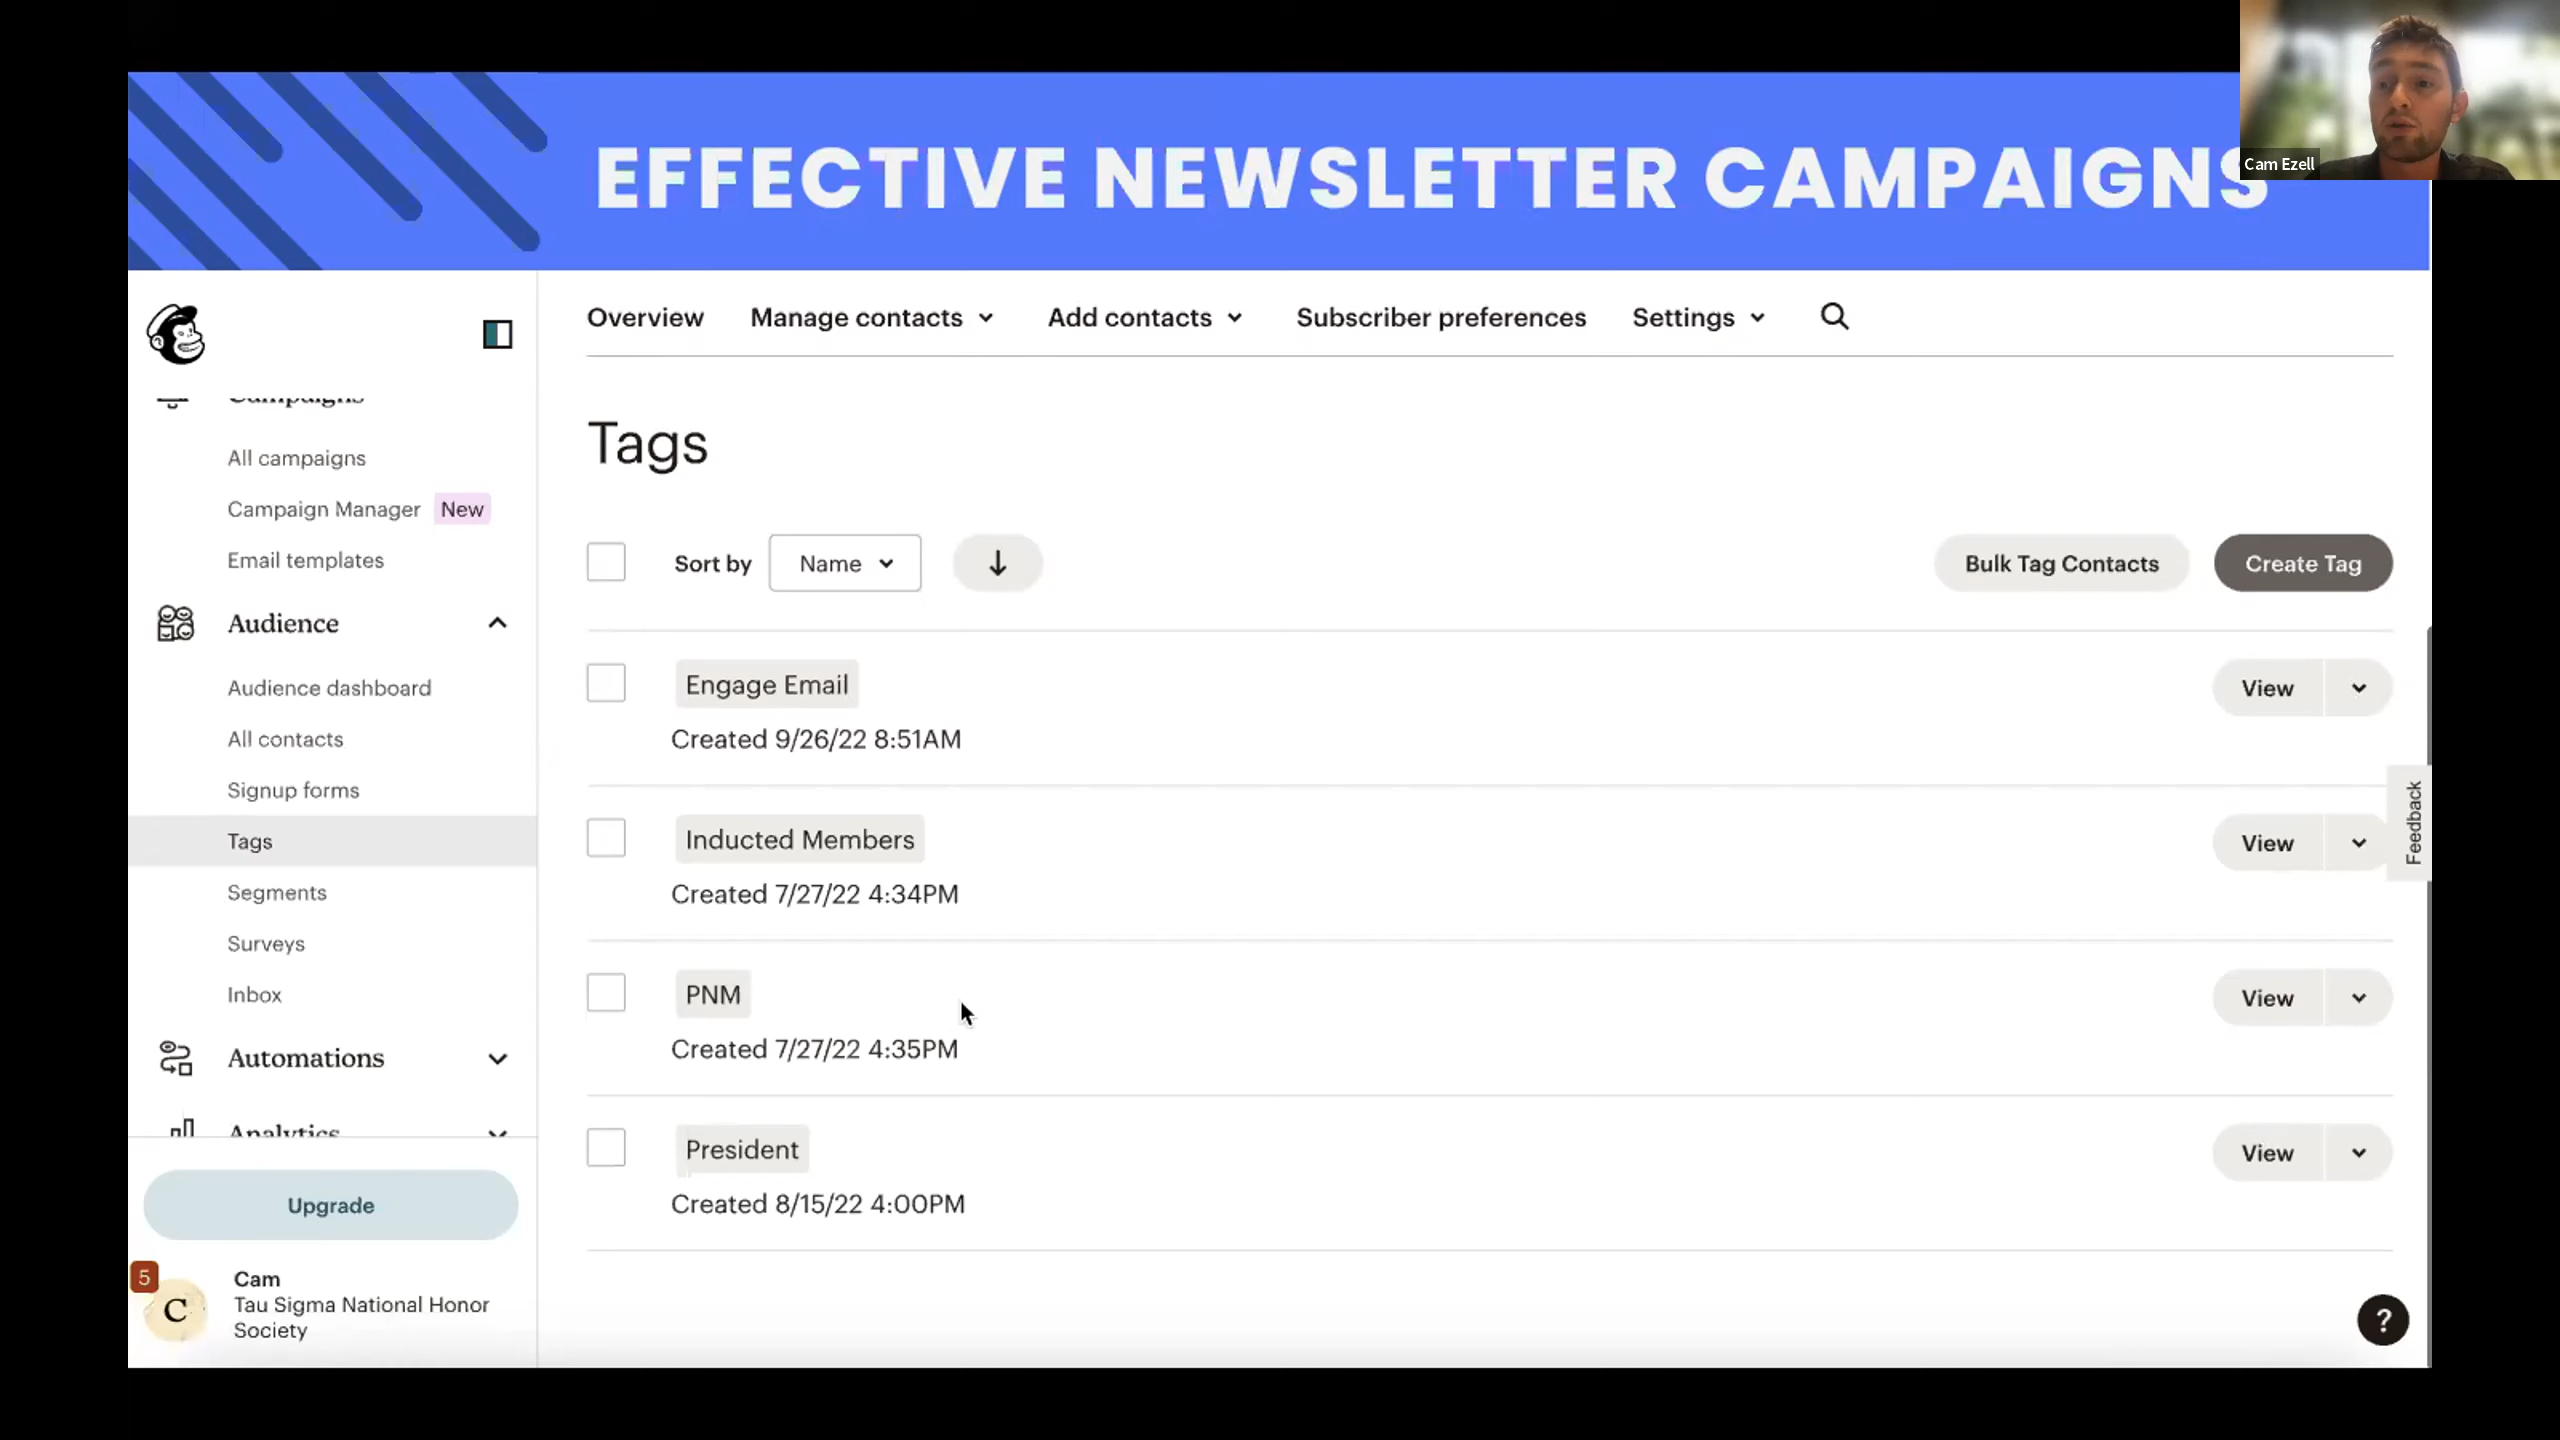 EFFECTIVE NEWSLETTER CAMPAIGNS
Cam Ezell
Overview Manage contacts Add contacts Subscriber preferences Settings
Campaigns
All campaigns
Campaign Manager New
Email templates
Audience
Audience dashboard
All contacts
Signup forms
Tags
Segments
Surveys
Inbox
Automations
Analytics
Upgrade
5
C
Cam
Tau Sigma National Honor
Society
Tags
Sort by Name Bulk Tag Contacts Create Tag
Engage Email View
Created 9/26/22 8:51AM
Inducted Members View
Created 7/27/22 4:34PM
PNM View
Created 7/27/22 4:35PM
President View
Created 8/15/22 4:00PM
Feedback
?